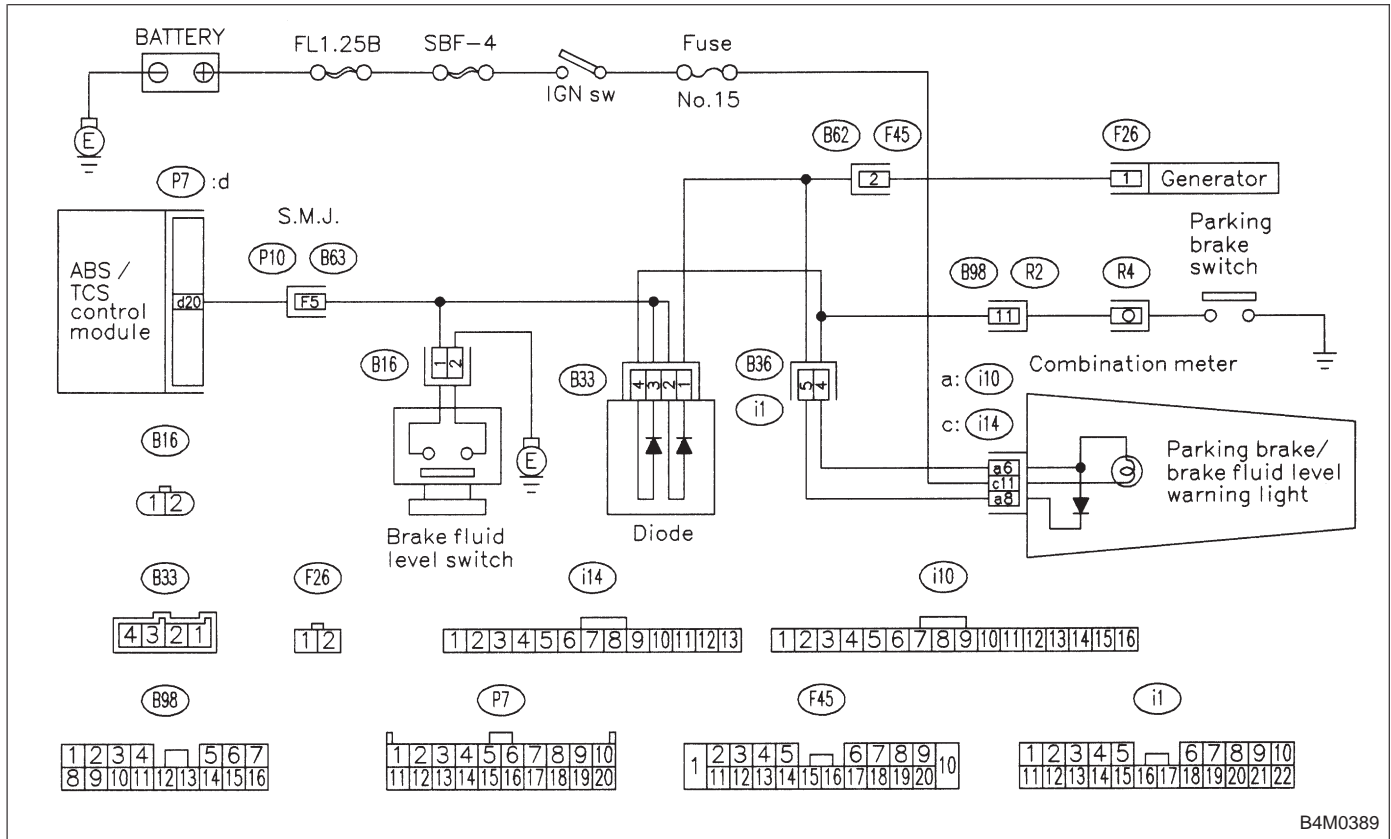 BATTERY
FL1.25B
SBF-4
IGN sw
Fuse
No.15
E
B62
F45
F26
2
1
Generator
P7 :d
S.M.J.
P10
B63
ABS /
TCS
control
module
d20
F5
Parking
brake
switch
B98
R2
R4
11
B16
1 2
B33
4 3 2 1
B36
5 4
i1
Combination meter
a: i10
c: i14
a6
c11
a8
Parking brake/
brake fluid level
warning light
E
Brake fluid
level switch
Diode
B16
1 2
B33
4 3 2 1
F26
1 2
i14
1 2 3 4 5 6 7 8 9 10 11 12 13
i10
1 2 3 4 5 6 7 8 9 10 11 12 13 14 15 16
B98
1 2 3 4 5 6 7
8 9 10 11 12 13 14 15 16
P7
1 2 3 4 5 6 7 8 9 10
11 12 13 14 15 16 17 18 19 20
F45
1 2 3 4 5 6 7 8 9 10
11 12 13 14 15 16 17 18 19 20
i1
1 2 3 4 5 6 7 8 9 10
11 12 13 14 15 16 17 18 19 20 21 22
B4M0389